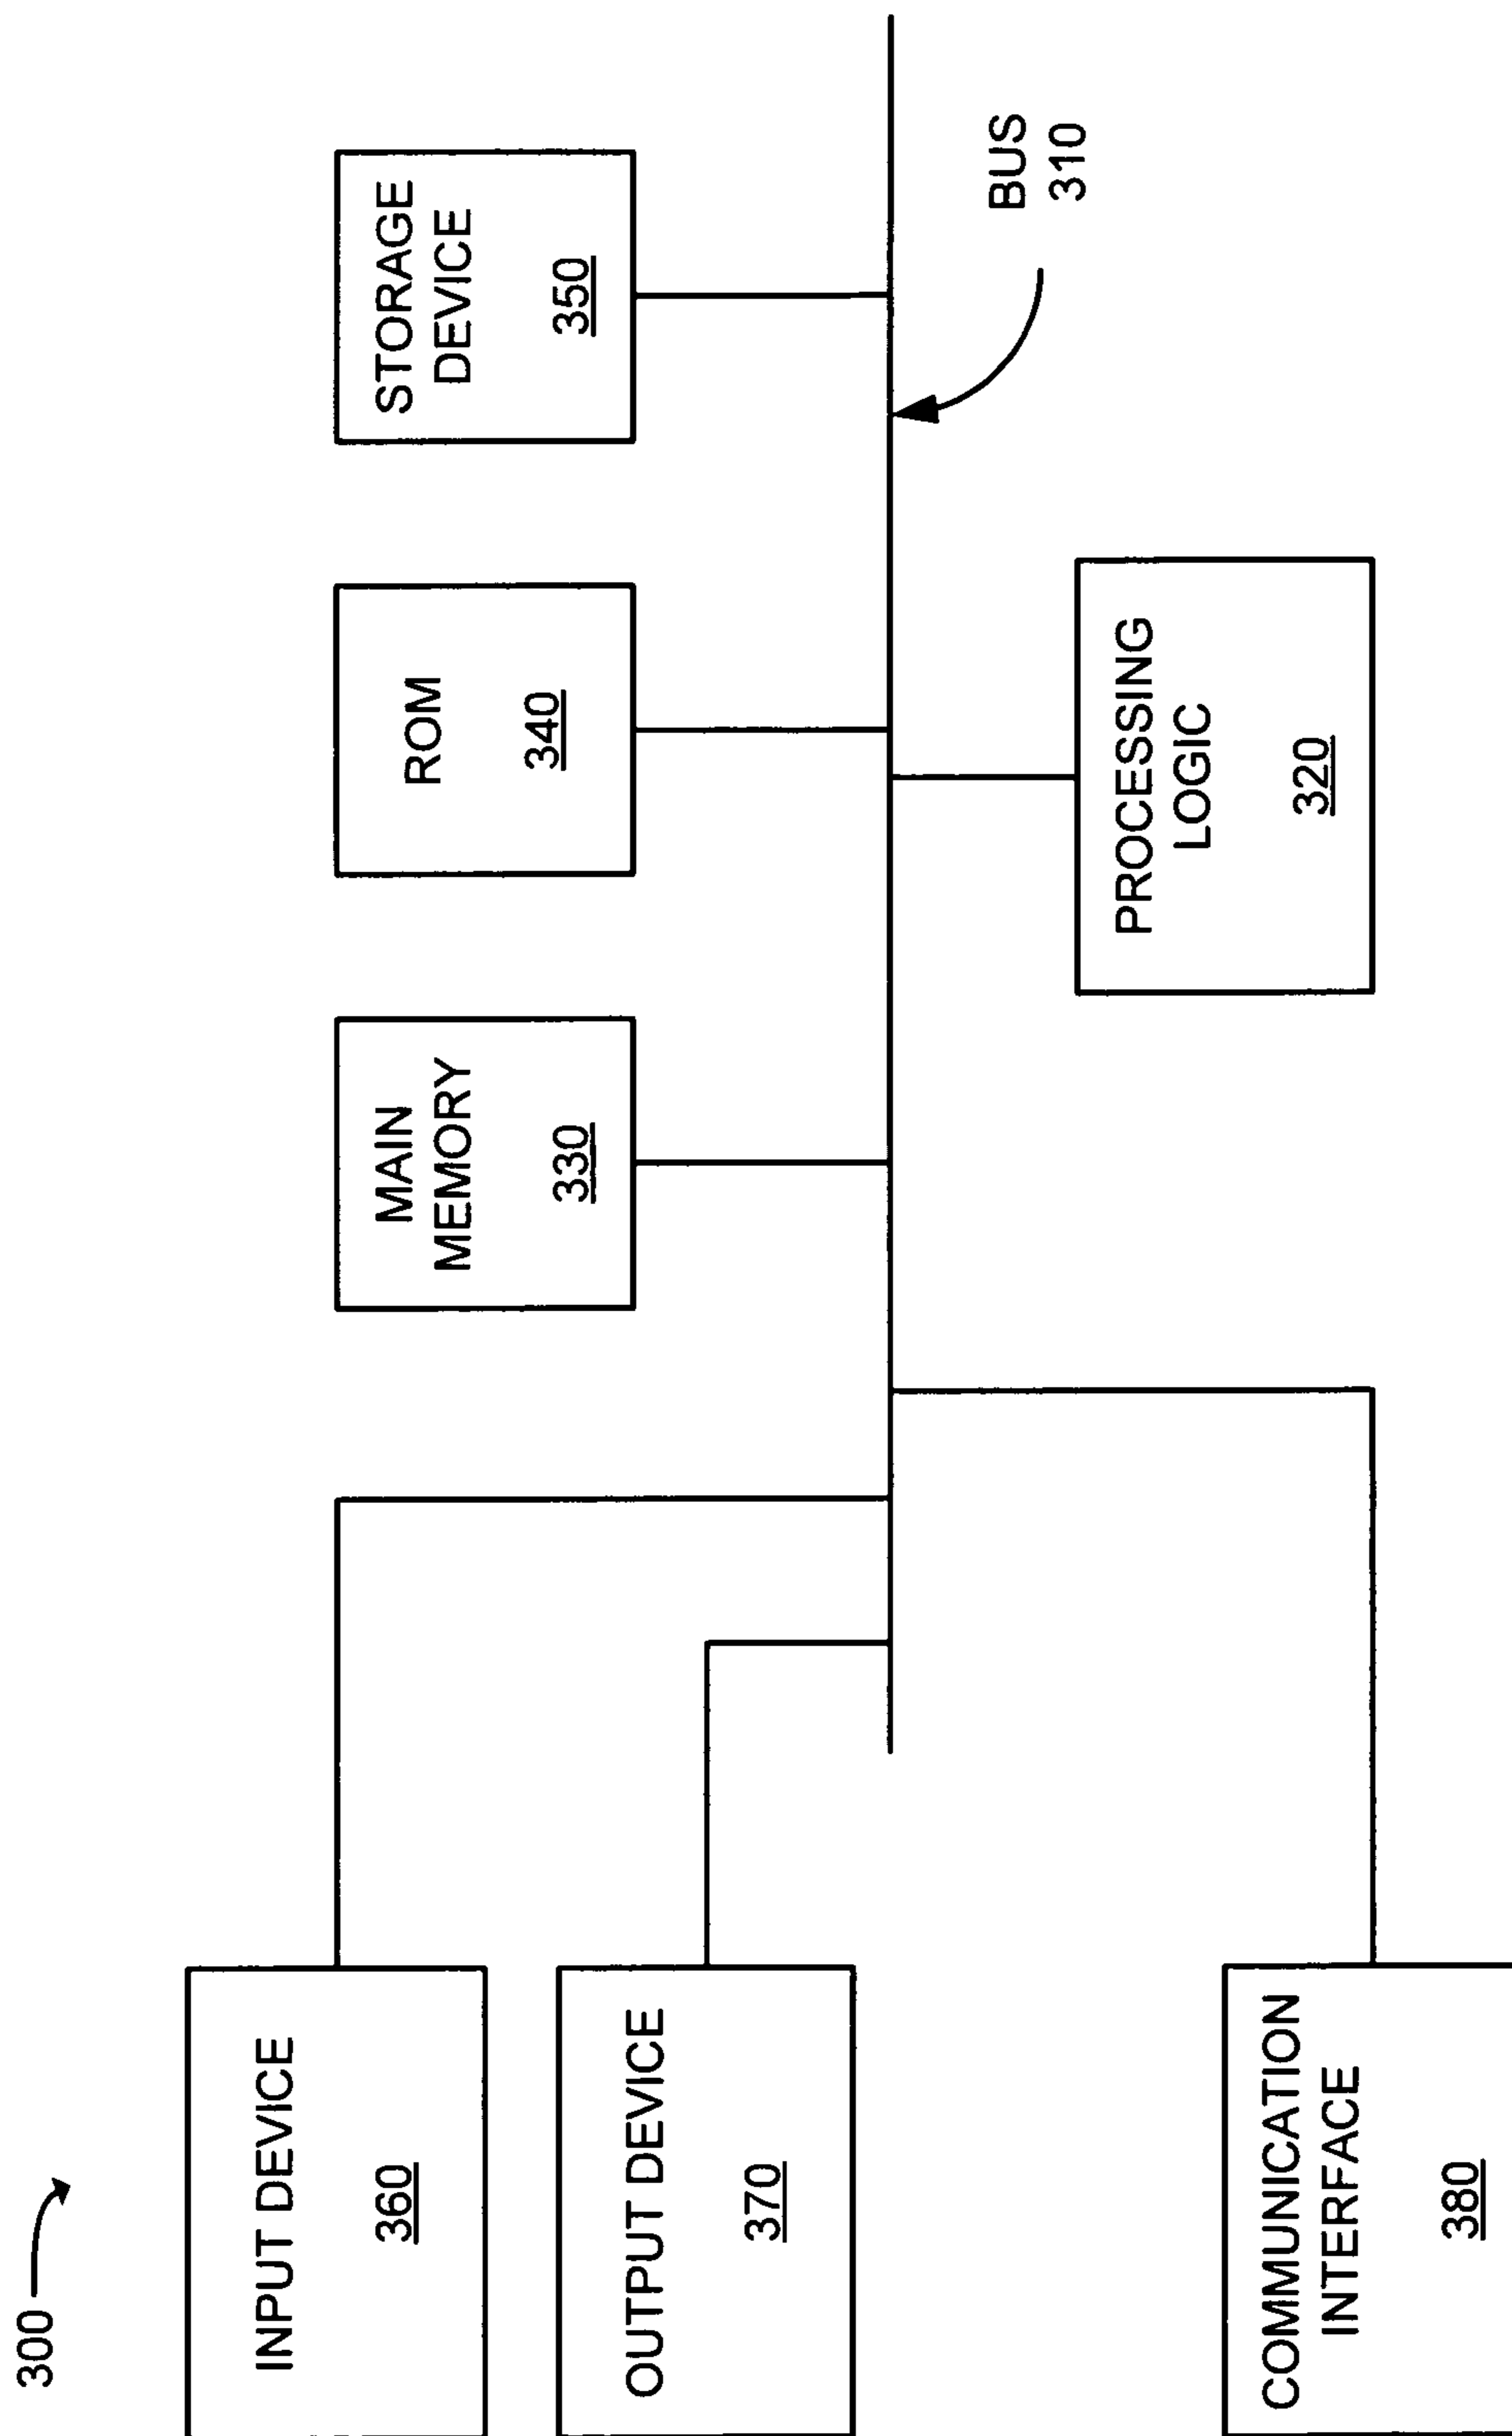 300
MAIN
MEMORY
330
ROM
340
STORAGE
DEVICE
350
INPUT DEVICE
360
OUTPUT DEVICE
370
BUS
310
PROCESSING
LOGIC
320
COMMUNICATION
INTERFACE
380